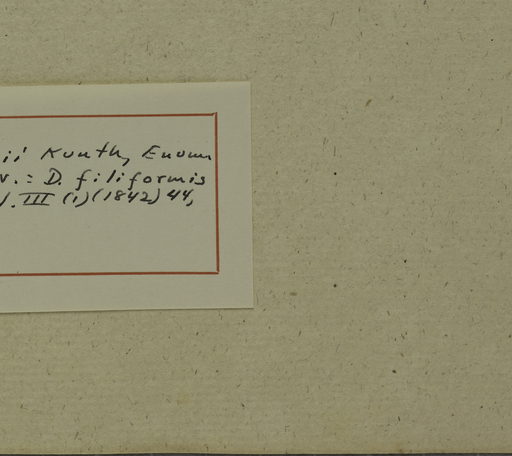 ii Kunth, Enum
v.: D. filiformis
l. III (1) (1842) 44,